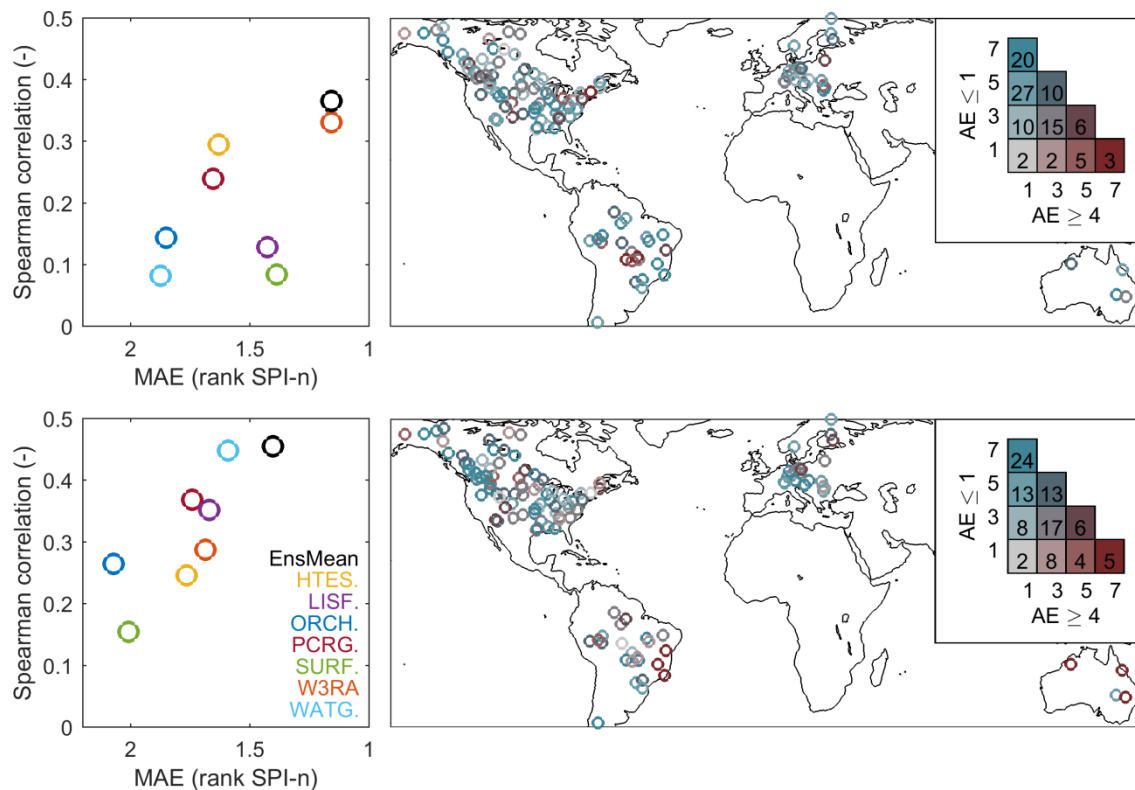 0.5
0.4
0.3
0.2
0.1
0
Spearman correlation (-)
2 1.5 1
MAE (rank SPI-n)
7
5
3
1
AE ≤ 1
20
27 10
10 15 6
2 2 5 3
1 3 5 7
AE ≥ 4
0.5
0.4
0.3
0.2
0.1
0
Spearman correlation (-)
EnsMean
HTES.
LISF.
ORCH.
PCRG.
SURF.
W3RA
WATG.
2 1.5 1
MAE (rank SPI-n)
7
5
3
1
AE ≤ 1
24
13 13
8 17 6
2 8 4 5
1 3 5 7
AE ≥ 4